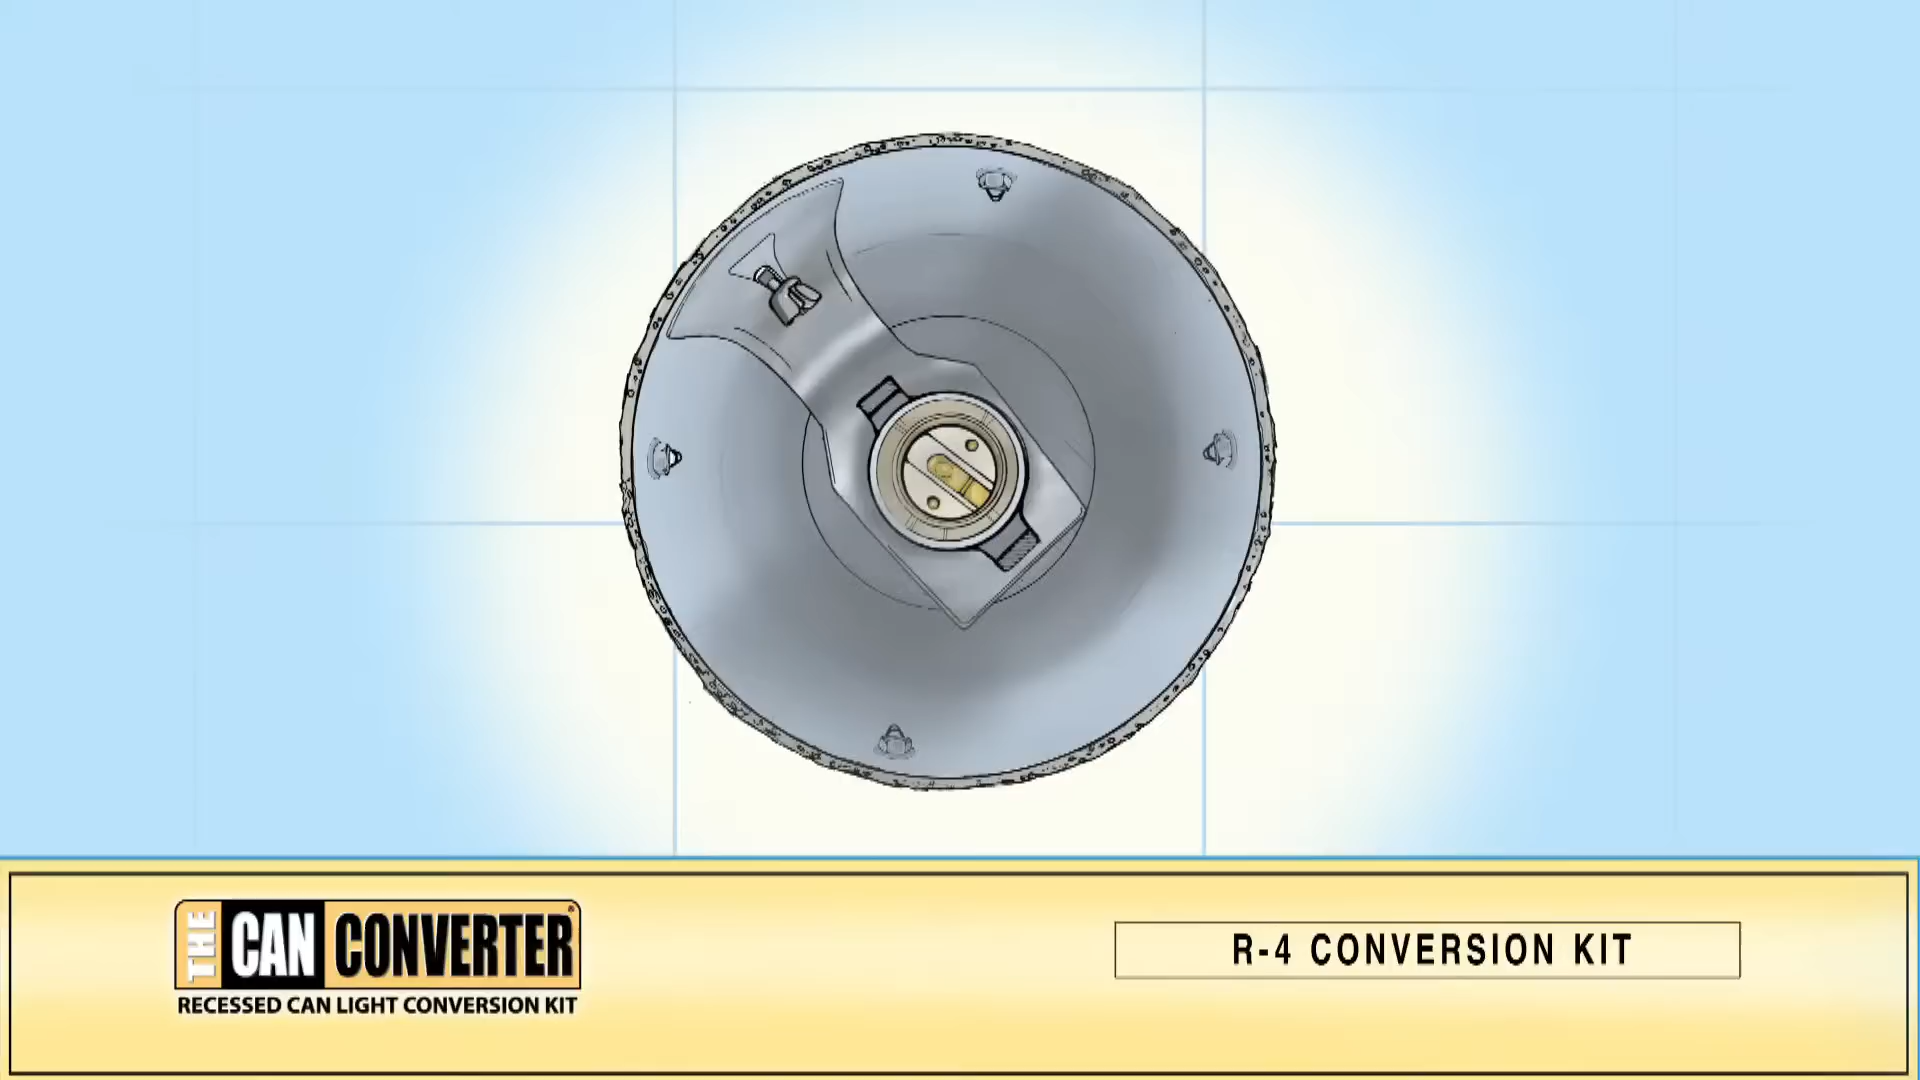 THE CAN CONVERTER®
RECESSED CAN LIGHT CONVERSION KIT
R-4 CONVERSION KIT